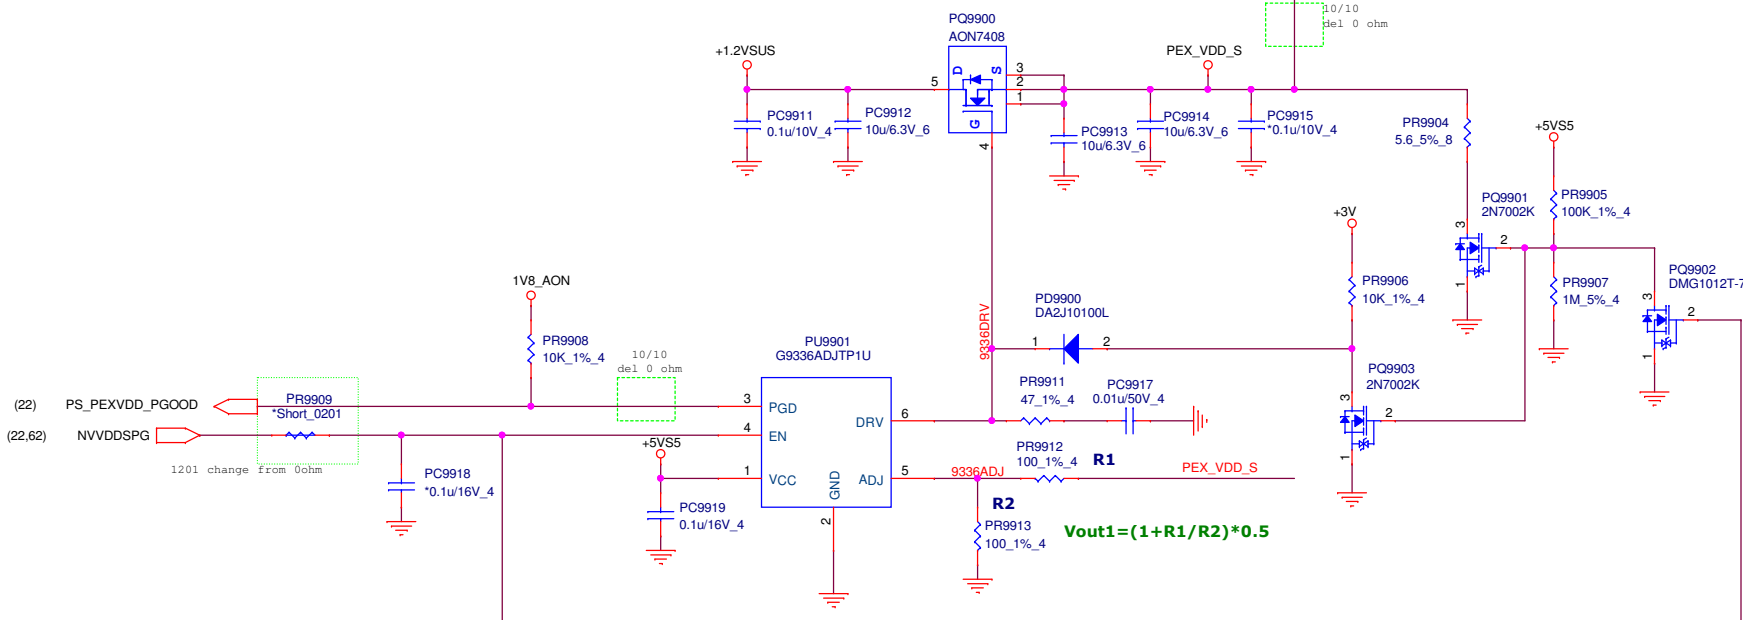 PQ9900
AON7408
10/10
del 0 ohm
+1.2VSUS
PEX_VDD_S
D
S
G
5
3
2
1
4
PC9911
0.1u/10V_4
PC9912
10u/6.3V_6
PC9913
10u/6.3V_6
PC9914
10u/6.3V_6
PC9915
*0.1u/10V_4
PR9904
5.6_5%_8
+5VS5
PQ9901
2N7002K
3
2
1
PR9905
100K_1%_4
PR9907
1M_5%_4
PQ9902
DMG1012T-7
3
2
1
+3V
PR9906
10K_1%_4
PD9900
DA2J10100L
1
2
9336DRV
PQ9903
2N7002K
3
2
1
1V8_AON
PR9908
10K_1%_4
10/10
del 0 ohm
PU9901
G9336ADJTP1U
(22)
PS_PEXVDD_PGOOD
PR9909
*Short_0201
(22,62)
NVVDDSPG
1201 change from 0ohm
PC9918
*0.1u/16V_4
+5VS5
PC9919
0.1u/16V_4
3
PGD
4
EN
1
VCC
GND
2
DRV
6
ADJ
5
PR9911
47_1%_4
PC9917
0.01u/50V_4
PR9912
100_1%_4
R1
9336ADJ
PEX_VDD_S
R2
PR9913
100_1%_4
Vout1=(1+R1/R2)*0.5